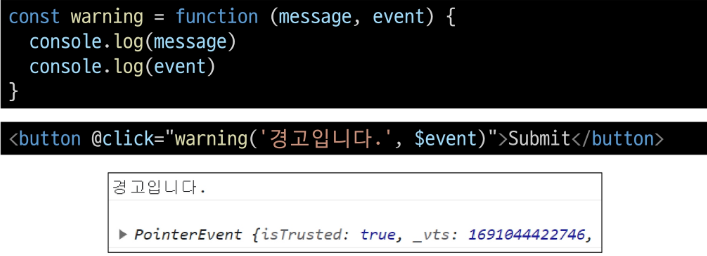 const warning = function (message, event) {
  console.log(message)
  console.log(event)
}
<button @click="warning('경고입니다.', $event)">Submit</button>
경고입니다.
▶ PointerEvent {isTrusted: true, _vts: 1691044422746,